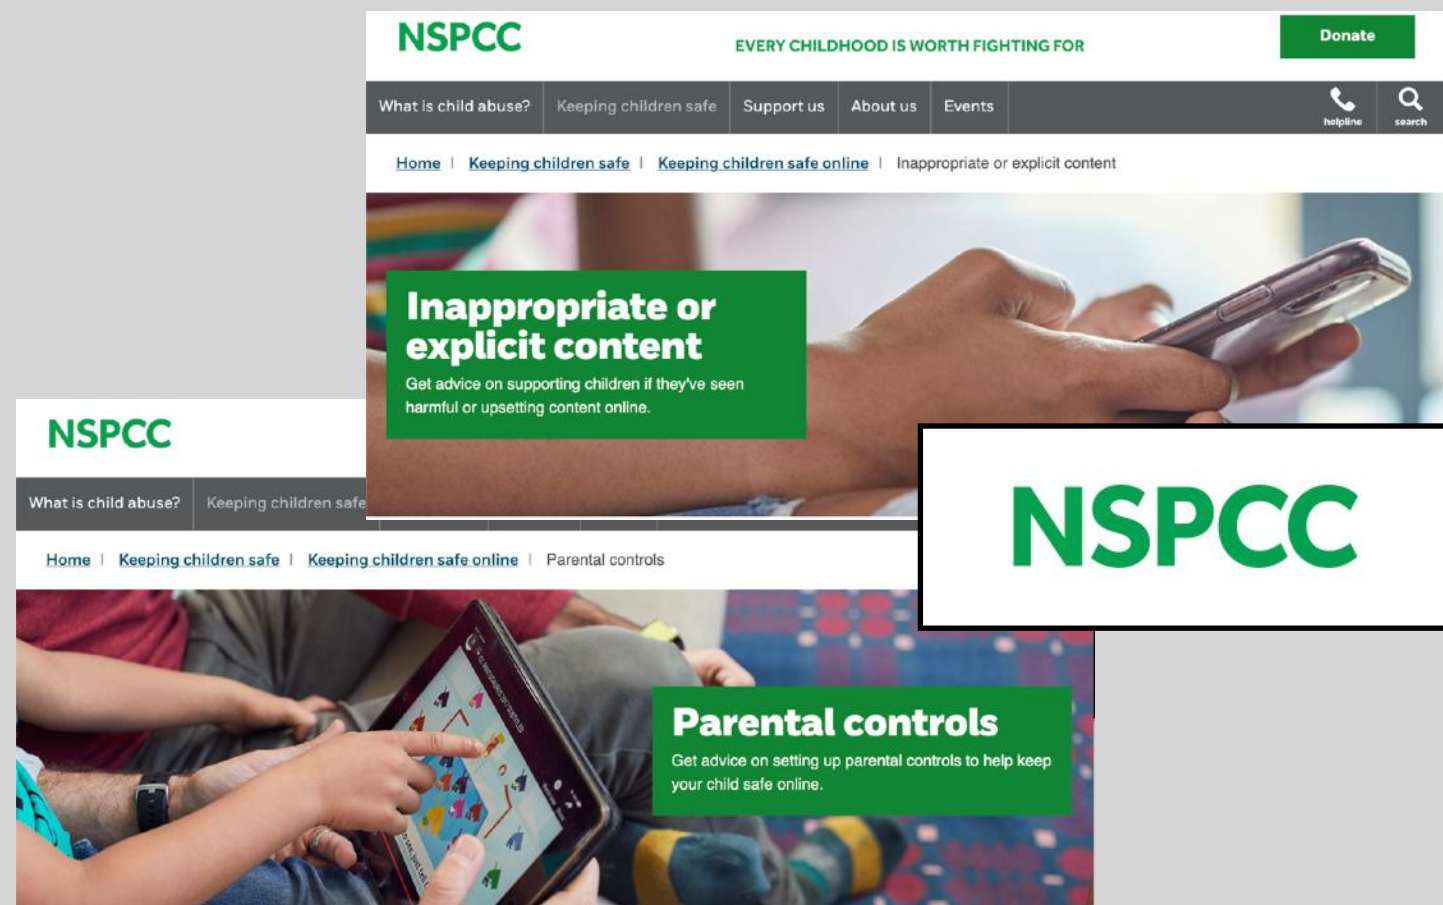 NSPCC
EVERY CHILDHOOD IS WORTH FIGHTING FOR
Donate
What is child abuse? Keeping children safe Support us About us Events helpline search
Home | Keeping children safe | Keeping children safe online | Inappropriate or explicit content
Inappropriate or
explicit content
Get advice on supporting children if they've seen
harmful or upsetting content online.
NSPCC
What is child abuse? Keeping children safe
Home | Keeping children safe | Keeping children safe online | Parental controls
Parental controls
Get advice on setting up parental controls to help keep
your child safe online.
NSPCC